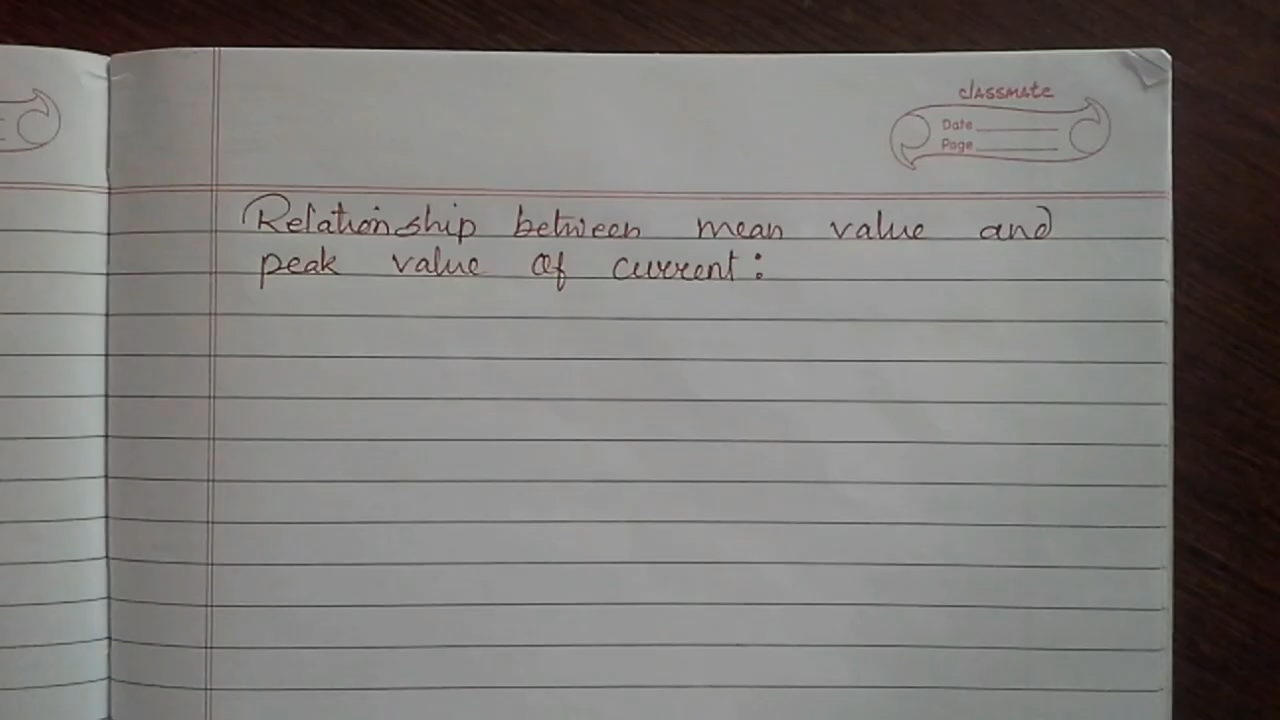 classmate
Date
Page
Relationship between mean value and
peak value of current: